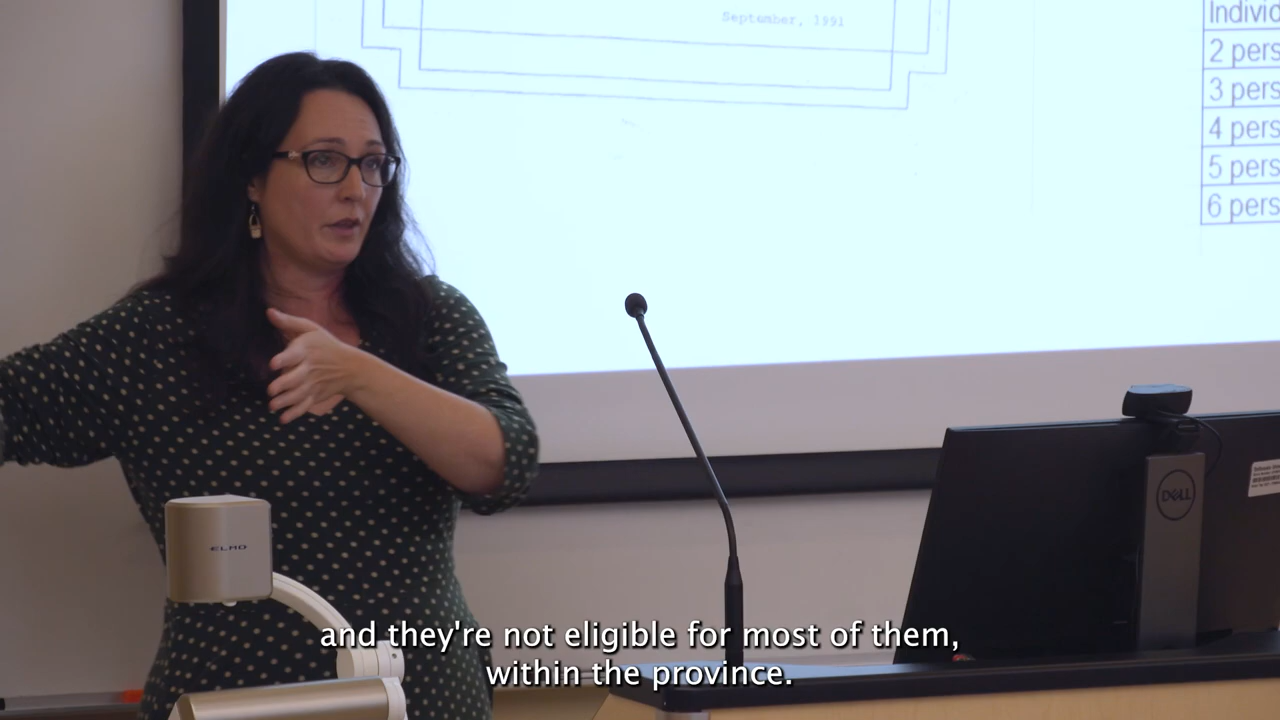 September, 1991
Individ
2 pers
3 pers
4 pers
5 pers
6 pers
DELL
ELMO
and they're not eligible for most of them,
within the province.